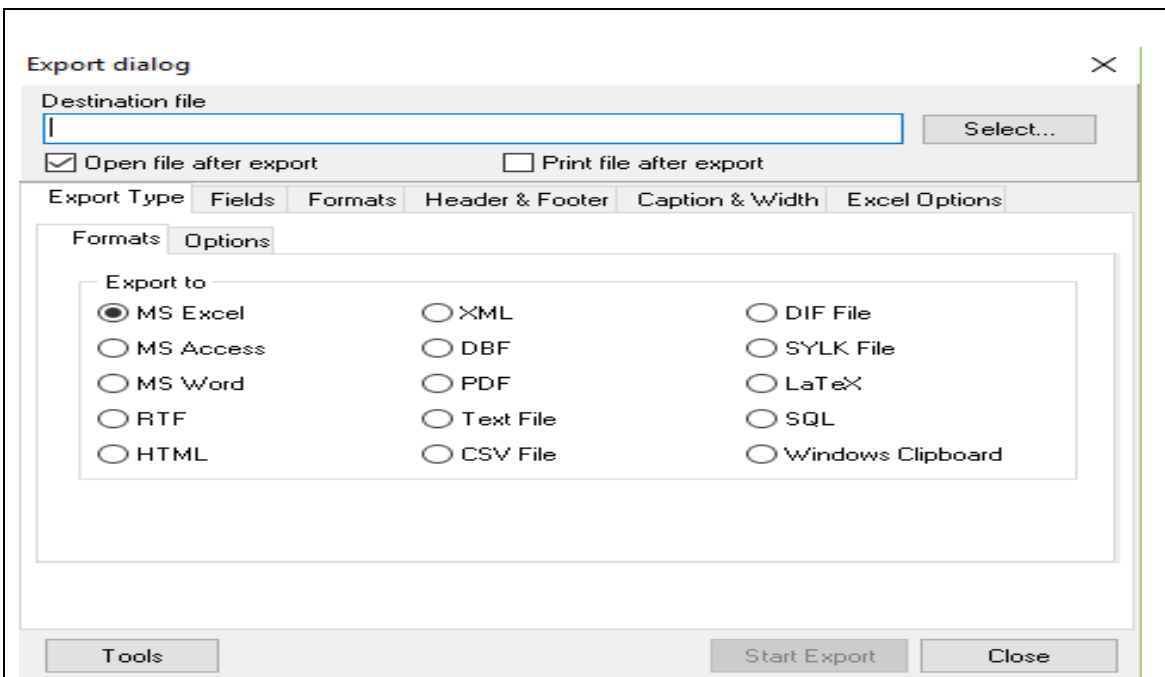 Export dialog
Destination file
Select...
Open file after export Print file after export
Export Type Fields Formats Header & Footer Caption & Width Excel Options
Formats Options
Export to
MS Excel XML DIF File
MS Access DBF SYLK File
MS Word PDF LaTeX
RTF Text File SQL
HTML CSV File Windows Clipboard
Tools Start Export Close